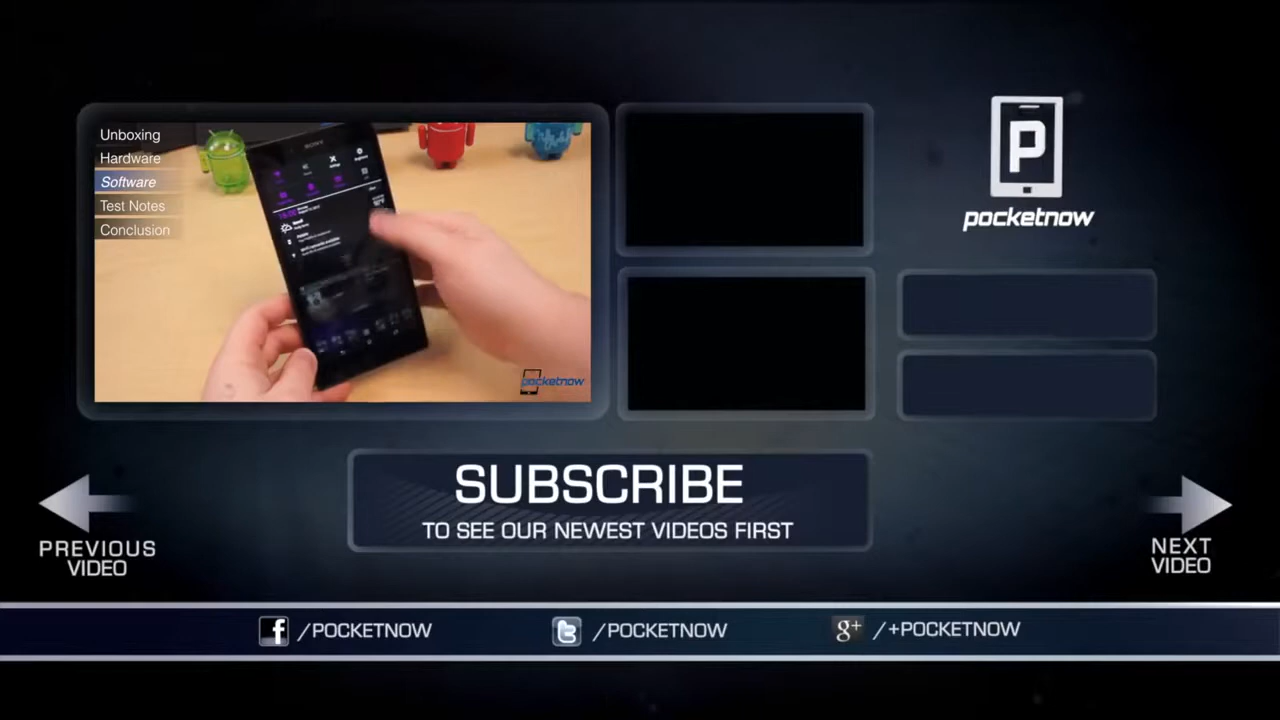 Unboxing
Hardware
Software
Test Notes
Conclusion
SONY
pocketnow
P
pocketnow
SUBSCRIBE
TO SEE OUR NEWEST VIDEOS FIRST
PREVIOUS
VIDEO
NEXT
VIDEO
f /POCKETNOW
t /POCKETNOW
g+ /+POCKETNOW